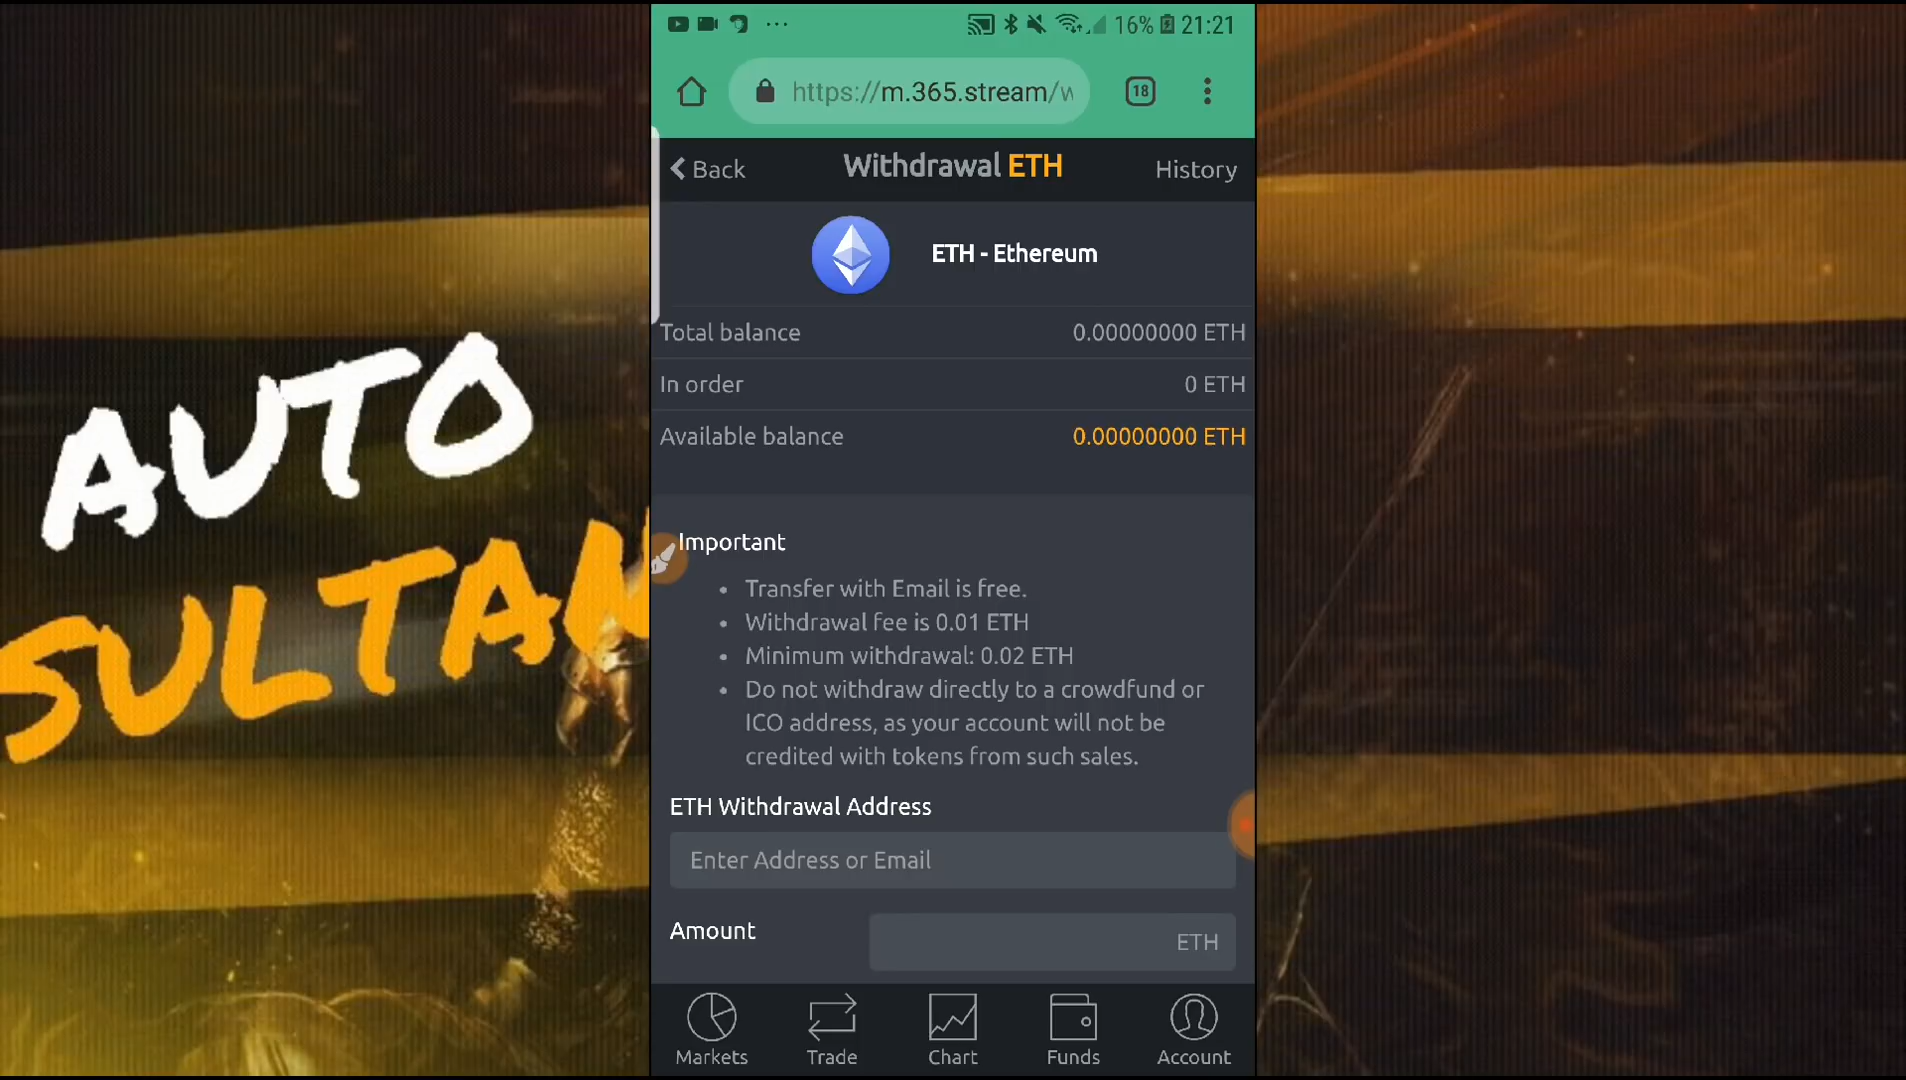 AUTO
SULTAN
16% 21:21
https://m.365.stream/w
18
Back
Withdrawal ETH
History
ETH - Ethereum
Total balance
0.00000000 ETH
In order
0 ETH
Available balance
0.00000000 ETH
Important
• Transfer with Email is free.
• Withdrawal fee is 0.01 ETH
• Minimum withdrawal: 0.02 ETH
• Do not withdraw directly to a crowdfund or
ICO address, as your account will not be
credited with tokens from such sales.
ETH Withdrawal Address
Enter Address or Email
Amount
ETH
Markets
Trade
Chart
Funds
Account